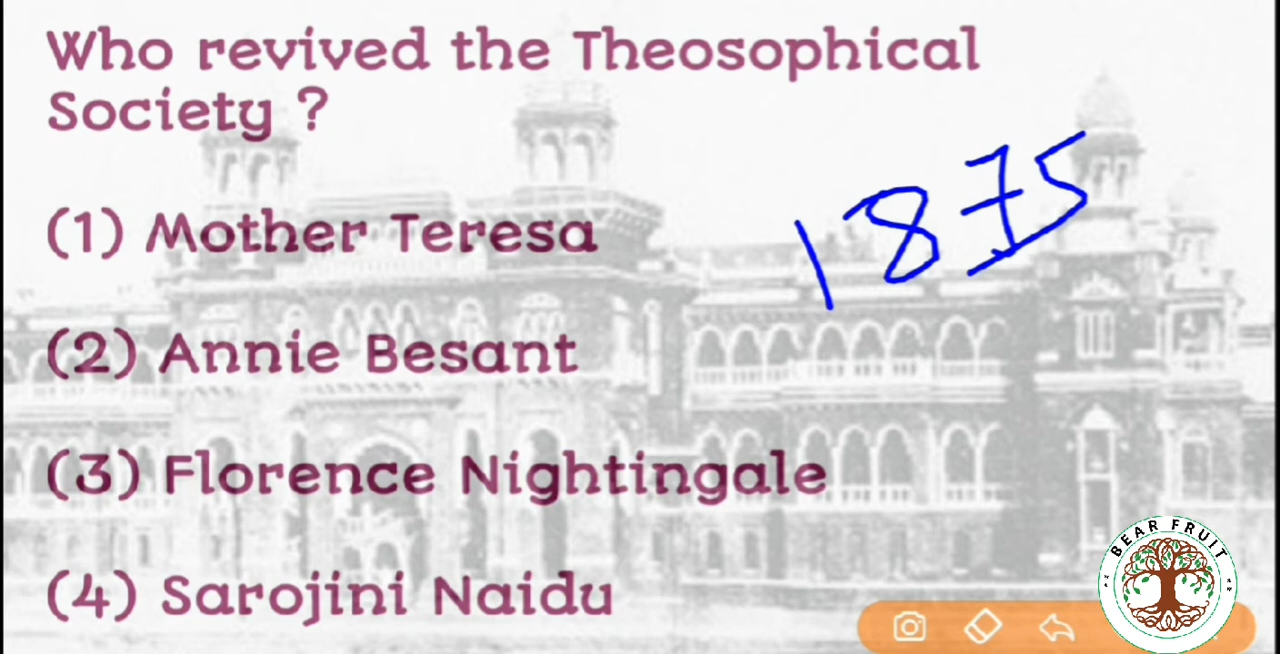 Who revived the Theosophical
Society ?
1875
(1) Mother Teresa
(2) Annie Besant
(3) Florence Nightingale
(4) Sarojini Naidu
BEAR FRUIT